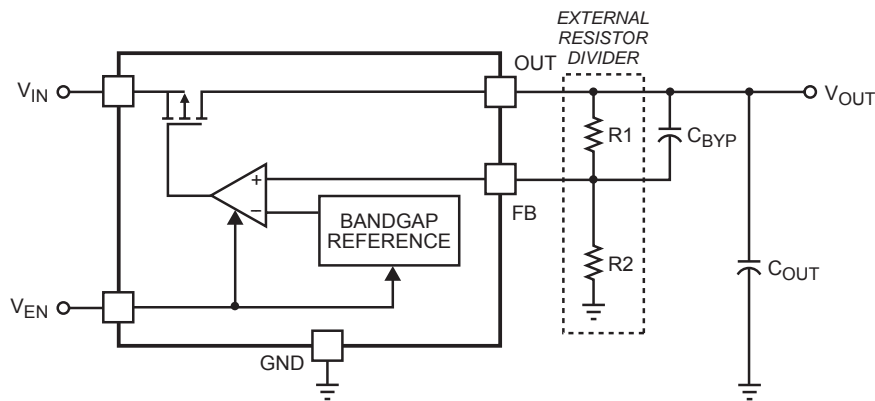 EXTERNAL
RESISTOR
DIVIDER
OUT
VIN
VOUT
R1
CBYP
+
−
FB
BANDGAP
REFERENCE
R2
COUT
VEN
GND